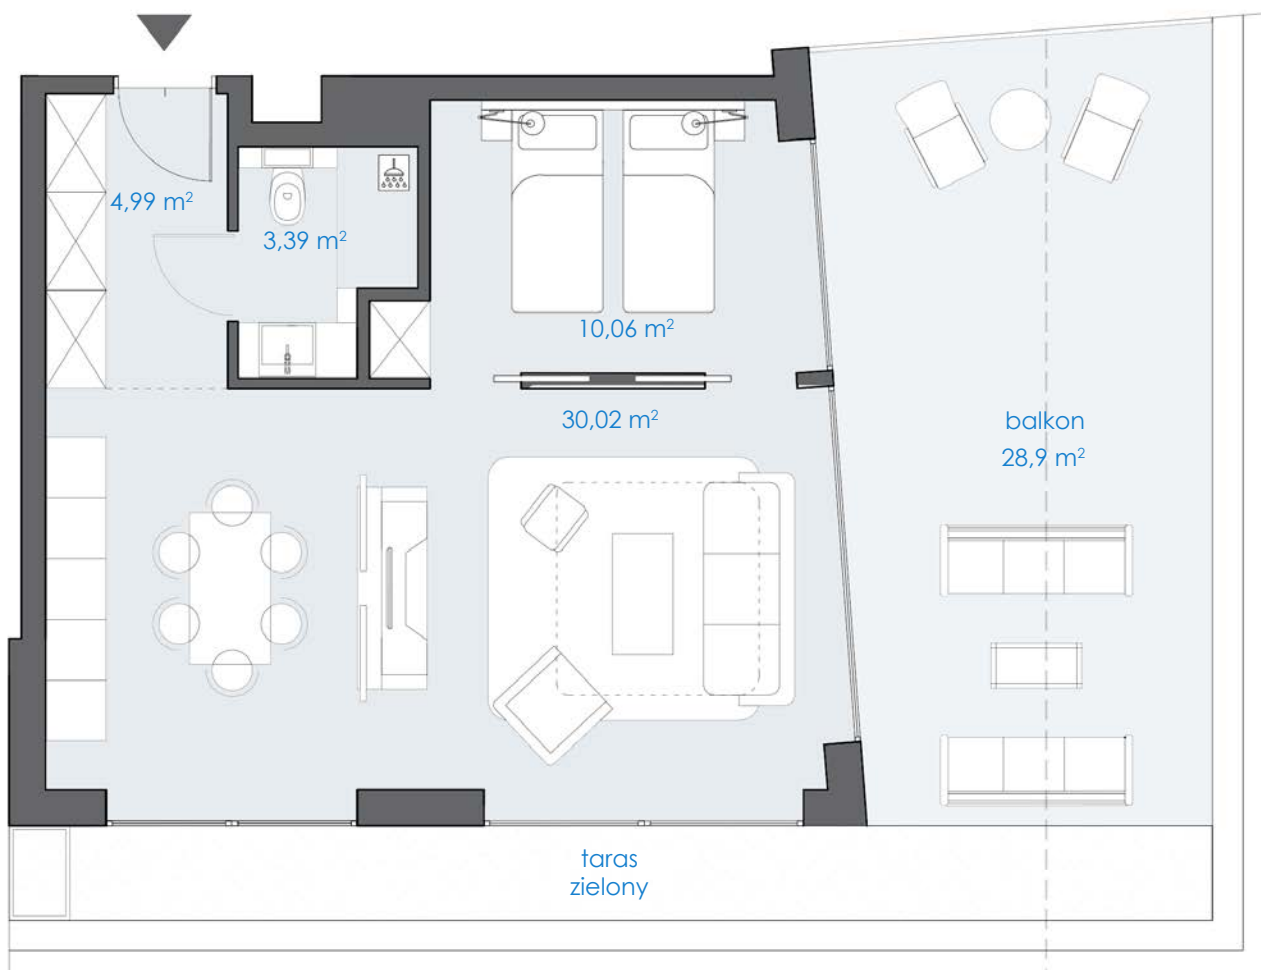 4,99 m²
3,39 m²
10,06 m²
30,02 m²
balkon
28,9 m²
taras
zielony